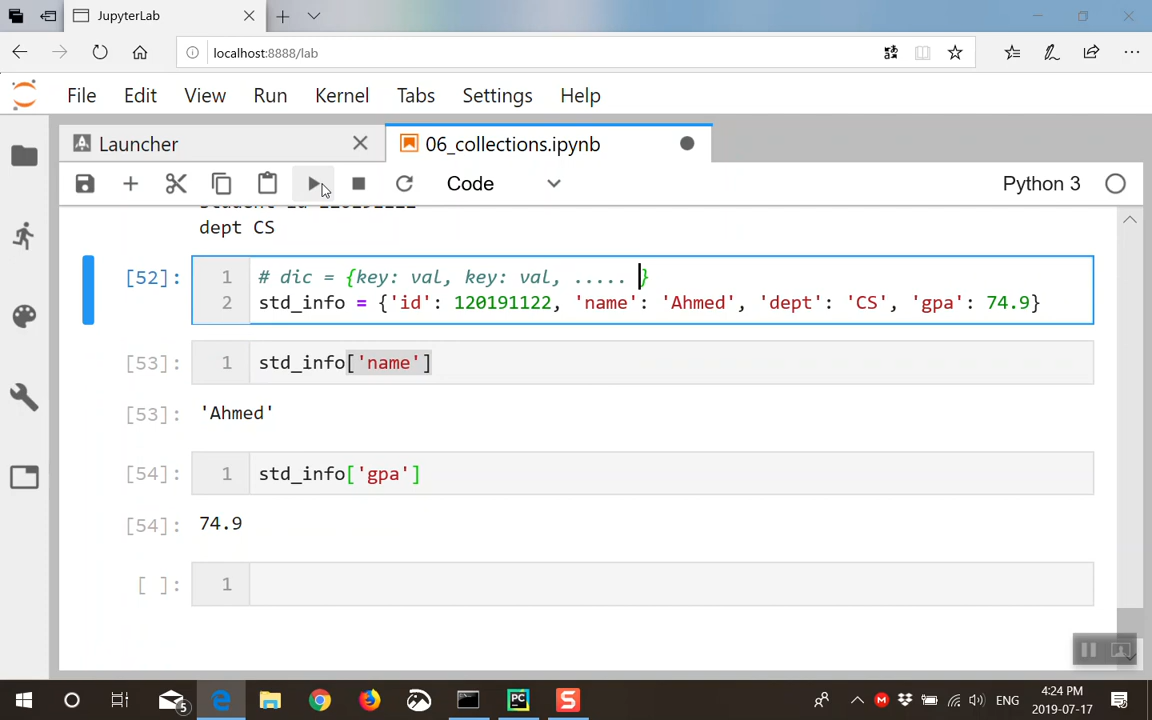 JupyterLab
localhost:8888/lab
File Edit View Run Kernel Tabs Settings Help
Launcher
06_collections.ipynb
Code
Python 3
dept CS
[52]:
1 # dic = {key: val, key: val, ..... }
2 std_info = {'id': 120191122, 'name': 'Ahmed', 'dept': 'CS', 'gpa': 74.9}
[53]:
1 std_info['name']
[53]: 'Ahmed'
[54]:
1 std_info['gpa']
[54]: 74.9
[ ]:
1
5
PC
S
M
ENG
4:24 PM
2019-07-17